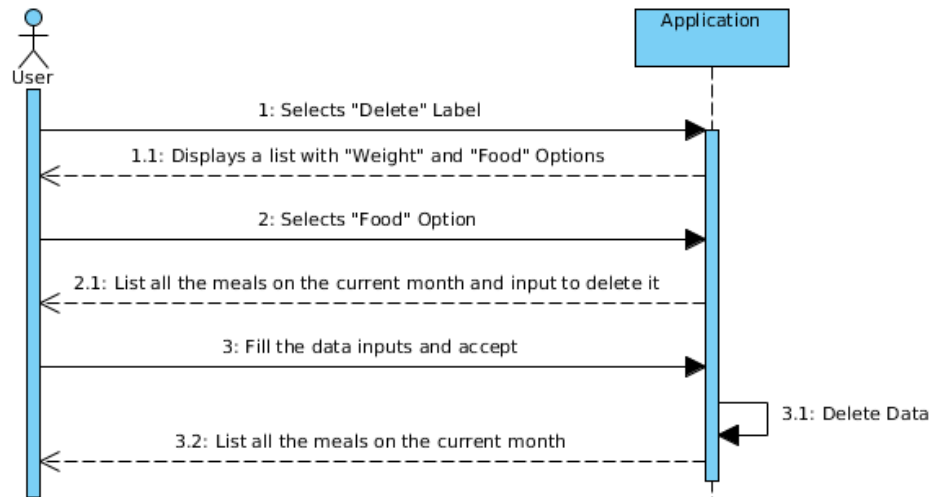 User
Application
1: Selects "Delete" Label
1.1: Displays a list with "Weight" and "Food" Options
2: Selects "Food" Option
2.1: List all the meals on the current month and input to delete it
3: Fill the data inputs and accept
3.1: Delete Data
3.2: List all the meals on the current month